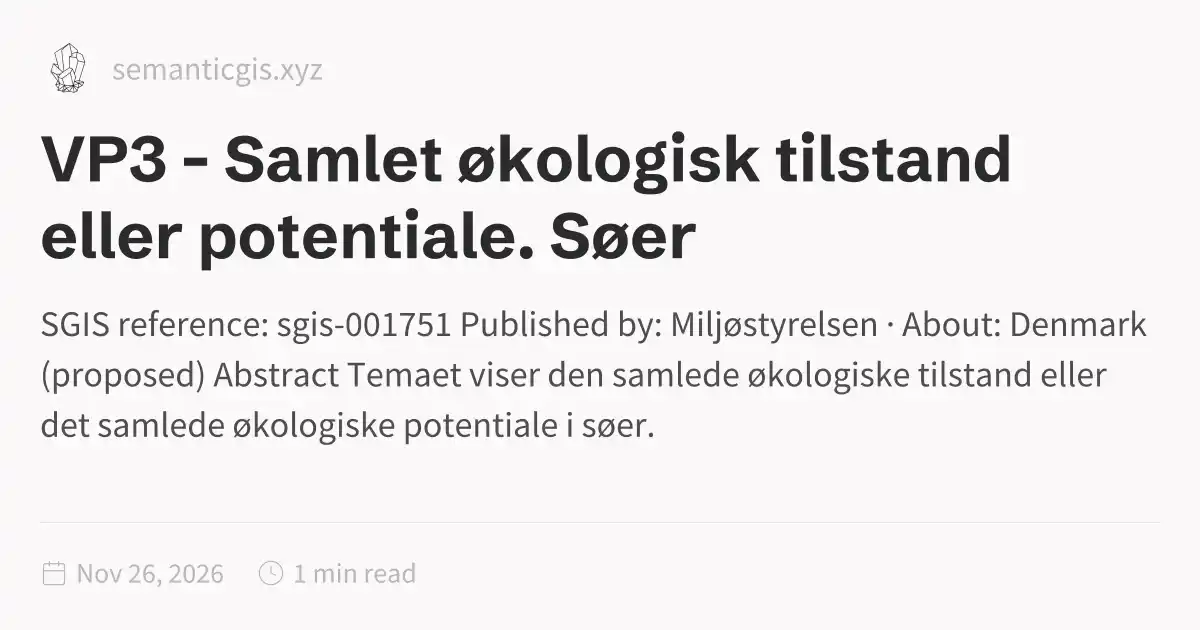 semanticgis.xyz
VP3 - Samlet økologisk tilstand
eller potentiale. Søer
SGIS reference: sgis-001751 Published by: Miljøstyrelsen · About: Denmark
(proposed) Abstract Temaet viser den samlede økologiske tilstand eller
det samlede økologiske potentiale i søer.
Nov 26, 2026 1 min read